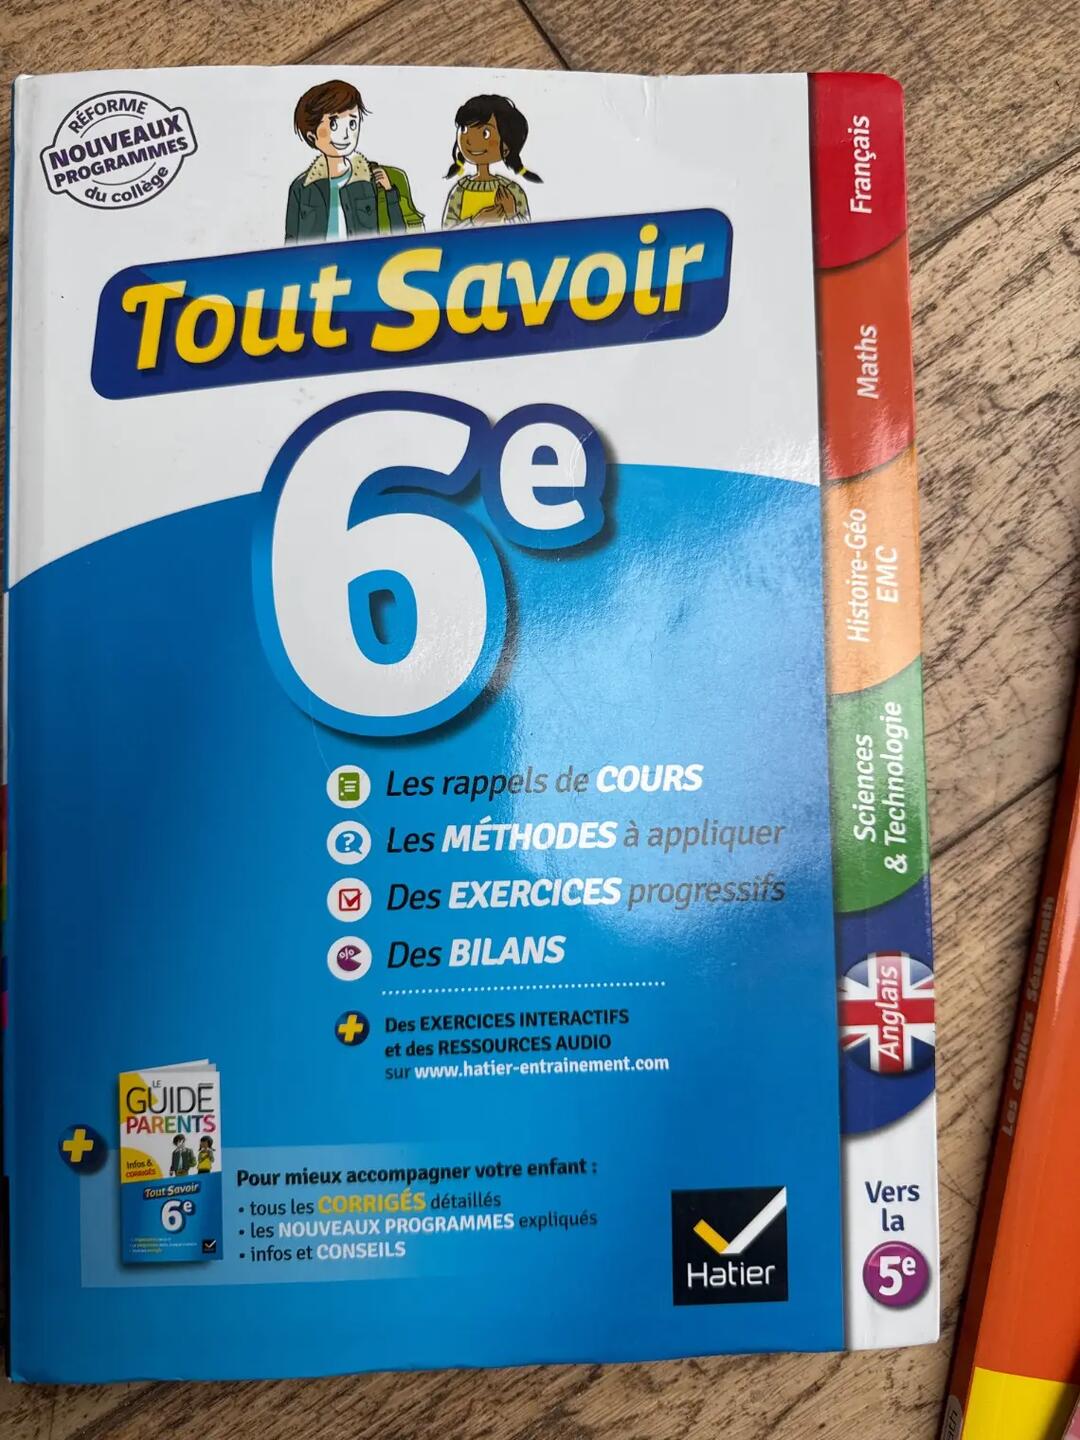 RÉFORME
NOUVEAUX
PROGRAMMES
du collège
Tout Savoir
6e
Les rappels de COURS
Les MÉTHODES à appliquer
Des EXERCICES progressifs
Des BILANS
Des EXERCICES INTERACTIFS
et des RESSOURCES AUDIO
sur www.hatier-entrainement.com
LE
GUIDE
PARENTS
Infos &
CORRIGÉS
Tout Savoir
6e
Pour mieux accompagner votre enfant :
• tous les CORRIGÉS détaillés
• les NOUVEAUX PROGRAMMES expliqués
• infos et CONSEILS
Hatier
Français
Maths
Histoire-Géo
EMC
Sciences
& Technologie
Anglais
Vers
la
5e
Les cahiers Sésamath